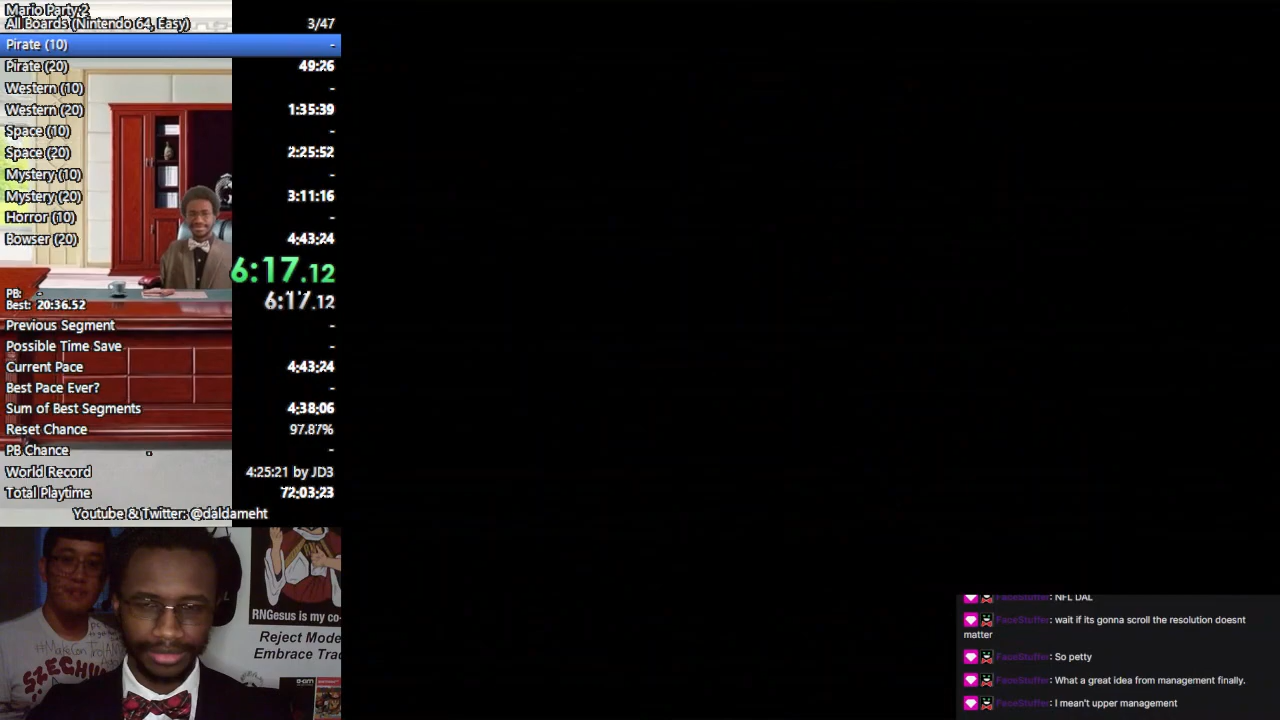 Mario Party 2
All Boards (Nintendo 64, Easy) 3/47
Pirate (10) -
Pirate (20) 49:26
Western (10) -
Western (20) 1:35:39
Space (10) -
Space (20) 2:25:52
Mystery (10) -
Mystery (20) 3:11:16
Horror (10) -
Bowser (20) 4:43:24
6:17.12
PB: -
6:17.12
Best: 20:36.52
Previous Segment -
Possible Time Save -
Current Pace 4:43:24
Best Pace Ever? -
Sum of Best Segments 4:38:06
Reset Chance 97.87%
PB Chance -
World Record 4:25:21 by JD3
Total Playtime 72:03:23
Youtube & Twitter: @daldameht
RNGesus is my co-
Reject Mode
Embrace Tra
FaceStuffer: NFL DAL
FaceStuffer: wait if its gonna scroll the resolution doesnt
matter
FaceStuffer: So petty
FaceStuffer: What a great idea from management finally.
FaceStuffer: I mean't upper management